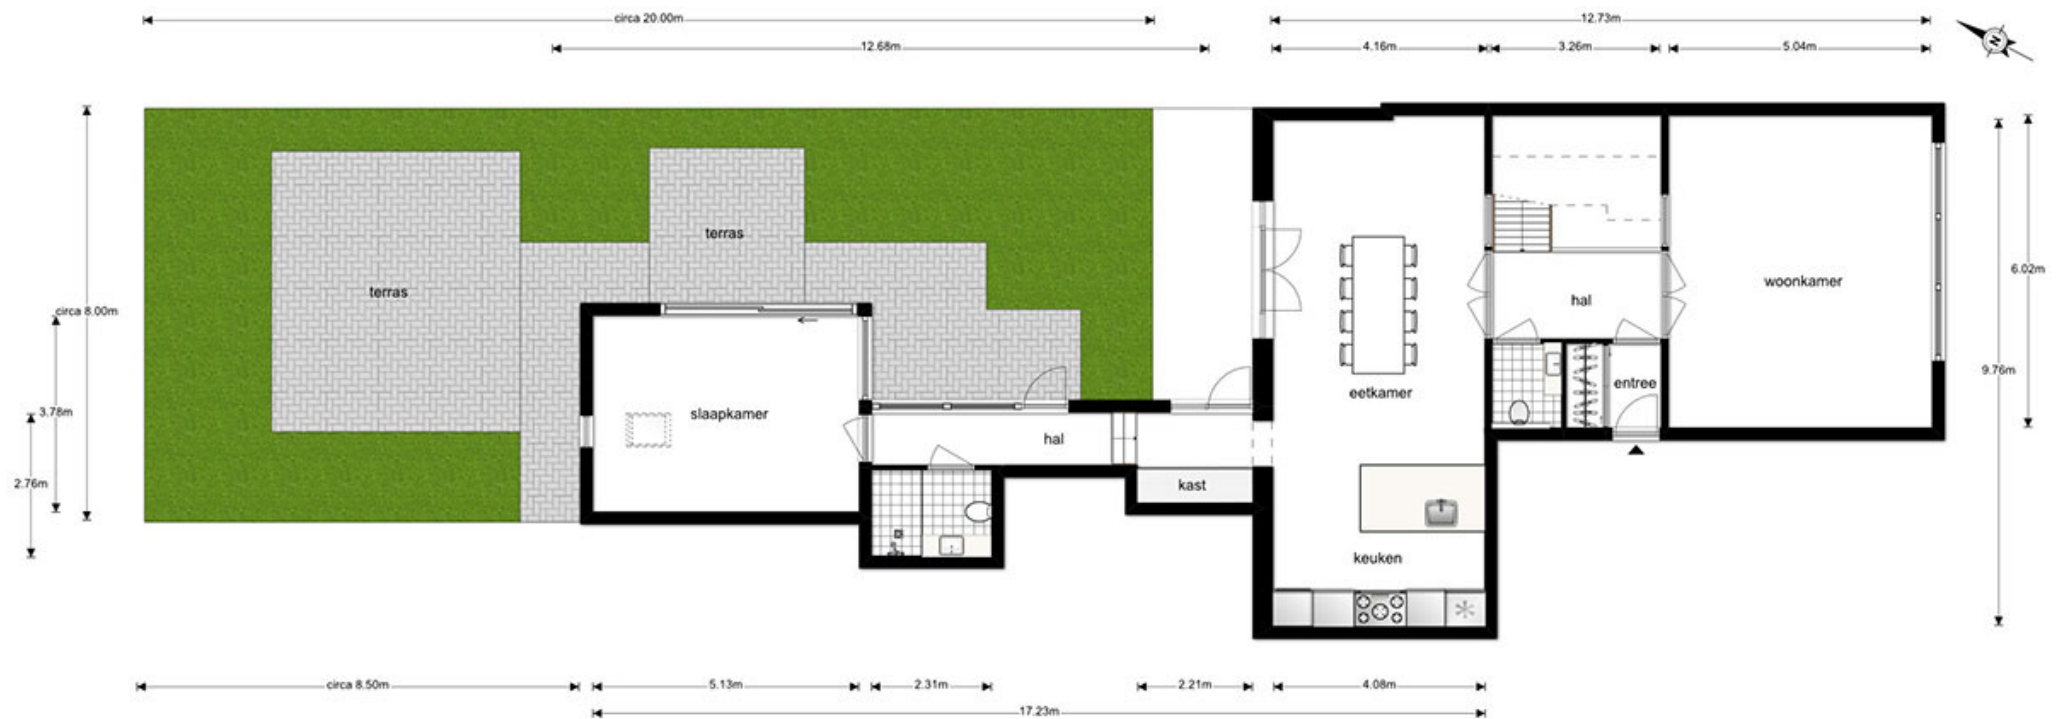 circa 20.00m
12.73m
12.68m
4.16m
3.26m
5.04m
N
terras
terras
circa 8.00m
woonkamer
6.02m
hal
9.76m
entree
eetkamer
3.78m
slaapkamer
hal
2.76m
kast
keuken
circa 8.50m
5.13m
2.31m
2.21m
4.08m
17.23m